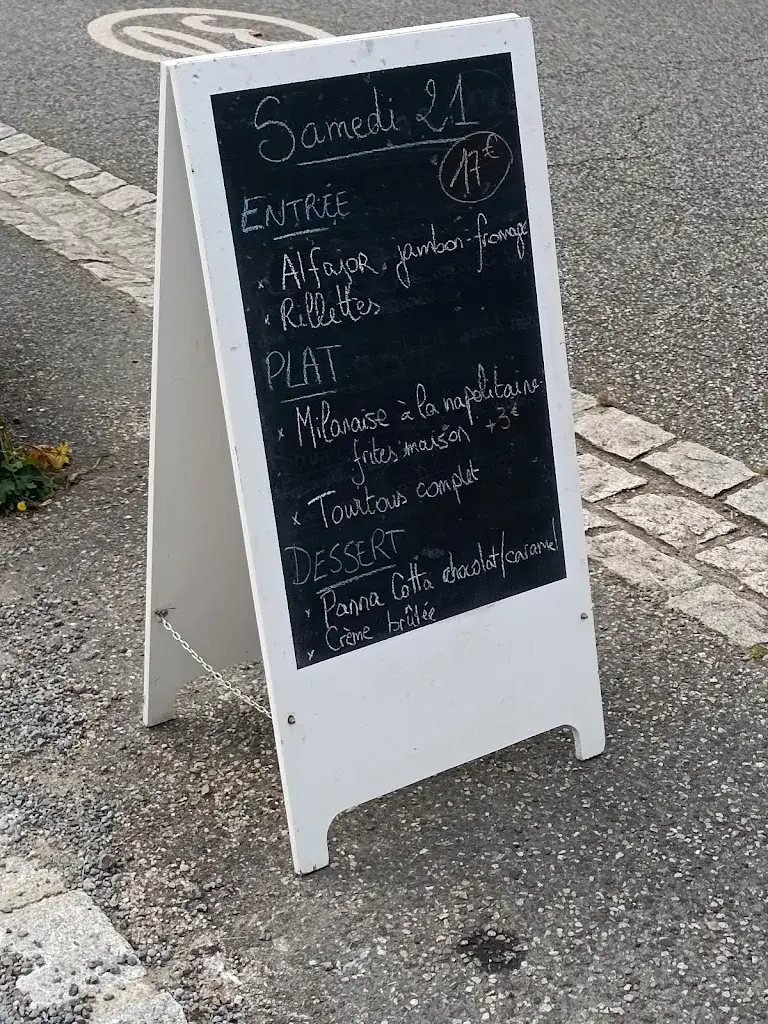 30
Samedi 21
17€
ENTRÉE
x Alfajor jambon-fromage
x Rillettes
PLAT
x Milanaise à la napolitaine
frites maison +3€
x Tourtous complet
DESSERT
x Panna Cotta chocolat/caramel
x Crème brûlée